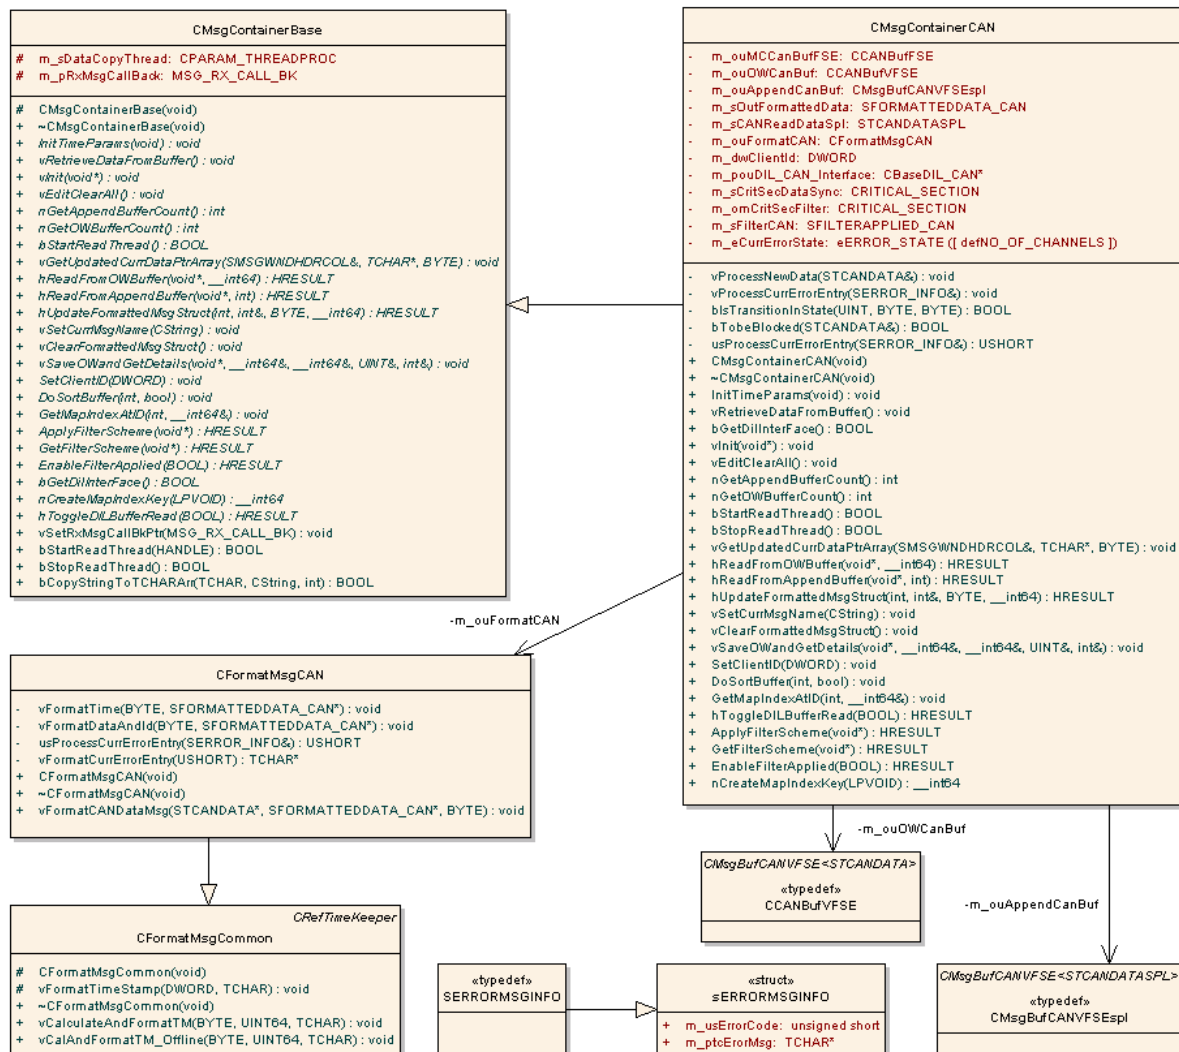 CMsgContainerBase
# m_sDataCopyThread: CPARAM_THREADPROC
# m_pRxMsgCallBack: MSG_RX_CALL_BK
# CMsgContainerBase(void)
+ ~CMsgContainerBase(void)
+ InitTimeParams(void) : void
+ vRetrieveDataFromBuffer() : void
+ vInit(void*) : void
+ vEditClearAll() : void
+ nGetAppendBufferCount() : int
+ nGetOWBufferCount() : int
+ bStartReadThread() : BOOL
+ vGetUpdatedCurrDataPtrArray(SMSGWNDHDRCOL&, TCHAR*, BYTE) : void
+ hReadFromOWBuffer(void*, __int64) : HRESULT
+ hReadFromAppendBuffer(void*, int) : HRESULT
+ hUpdateFormattedMsgStruct(int, int&, BYTE, __int64) : HRESULT
+ vSetCurrMsgName(CString) : void
+ vClearFormattedMsgStruct() : void
+ vSaveOWandGetDetails(void*, __int64&, __int64&, UINT&, int&) : void
+ SetClientID(DWORD) : void
+ DoSortBuffer(int, bool) : void
+ GetMapIndexAtID(int, __int64&) : void
+ ApplyFilterScheme(void*) : HRESULT
+ GetFilterScheme(void*) : HRESULT
+ EnableFilterApplied(BOOL) : HRESULT
+ bGetDilInterFace() : BOOL
+ nCreateMapIndexKey(LPVOID) : __int64
+ hToggleDILBufferRead(BOOL) : HRESULT
+ vSetRxMsgCallBkPtr(MSG_RX_CALL_BK) : void
+ bStartReadThread(HANDLE) : BOOL
+ bStopReadThread() : BOOL
+ bCopyStringToTCHARArr(TCHAR, CString, int) : BOOL
CMsgContainerCAN
- m_ouMCCanBufFSE: CCANBufFSE
- m_ouOWCanBuf: CCANBufVFSE
- m_ouAppendCanBuf: CMsgBufCANVFSEspl
- m_sOutFormattedData: SFORMATTEDDATA_CAN
- m_sCANReadDataSpl: STCANDATASPL
- m_ouFormatCAN: CFormatMsgCAN
- m_dwClientId: DWORD
- m_pouDIL_CAN_Interface: CBaseDIL_CAN*
- m_sCritSecDataSync: CRITICAL_SECTION
- m_omCritSecFilter: CRITICAL_SECTION
- m_sFilterCAN: SFILTERAPPLIED_CAN
- m_eCurrErrorState: eERROR_STATE ([ defNO_OF_CHANNELS ])
- vProcessNewData(STCANDATA&) : void
- vProcessCurrErrorEntry(SERROR_INFO&) : void
- bIsTransitionInState(UINT, BYTE, BYTE) : BOOL
- bTobeBlocked(STCANDATA&) : BOOL
- usProcessCurrErrorEntry(SERROR_INFO&) : USHORT
+ CMsgContainerCAN(void)
+ ~CMsgContainerCAN(void)
+ InitTimeParams(void) : void
+ vRetrieveDataFromBuffer() : void
+ bGetDilInterFace() : BOOL
+ vInit(void*) : void
+ vEditClearAll() : void
+ nGetAppendBufferCount() : int
+ nGetOWBufferCount() : int
+ bStartReadThread() : BOOL
+ bStopReadThread() : BOOL
+ vGetUpdatedCurrDataPtrArray(SMSGWNDHDRCOL&, TCHAR*, BYTE) : void
+ hReadFromOWBuffer(void*, __int64) : HRESULT
+ hReadFromAppendBuffer(void*, int) : HRESULT
+ hUpdateFormattedMsgStruct(int, int&, BYTE, __int64) : HRESULT
+ vSetCurrMsgName(CString) : void
+ vClearFormattedMsgStruct() : void
+ vSaveOWandGetDetails(void*, __int64&, __int64&, UINT&, int&) : void
+ SetClientID(DWORD) : void
+ DoSortBuffer(int, bool) : void
+ GetMapIndexAtID(int, __int64&) : void
+ hToggleDILBufferRead(BOOL) : HRESULT
+ ApplyFilterScheme(void*) : HRESULT
+ GetFilterScheme(void*) : HRESULT
+ EnableFilterApplied(BOOL) : HRESULT
+ nCreateMapIndexKey(LPVOID) : __int64
-m_ouFormatCAN
CFormatMsgCAN
- vFormatTime(BYTE, SFORMATTEDDATA_CAN*) : void
- vFormatDataAndId(BYTE, SFORMATTEDDATA_CAN*) : void
- usProcessCurrErrorEntry(SERROR_INFO&) : USHORT
- vFormatCurrErrorEntry(USHORT) : TCHAR*
+ CFormatMsgCAN(void)
+ ~CFormatMsgCAN(void)
+ vFormatCANDataMsg(STCANDATA*, SFORMATTEDDATA_CAN*, BYTE) : void
-m_ouOWCanBuf
CMsgBufCANVFSE<STCANDATA>
«typedef»
CCANBufVFSE
-m_ouAppendCanBuf
CRefTimeKeeper
CFormatMsgCommon
# CFormatMsgCommon(void)
# vFormatTimeStamp(DWORD, TCHAR) : void
+ ~CFormatMsgCommon(void)
+ vCalculateAndFormatTM(BYTE, UINT64, TCHAR) : void
+ vCalAndFormatTM_Offline(BYTE, UINT64, TCHAR) : void
«typedef»
SERRORMSGINFO
«struct»
sERRORMSGINFO
+ m_usErrorCode: unsigned short
+ m_ptcErorMsg: TCHAR*
CMsgBufCANVFSE<STCANDATASPL>
«typedef»
CMsgBufCANVFSEspl